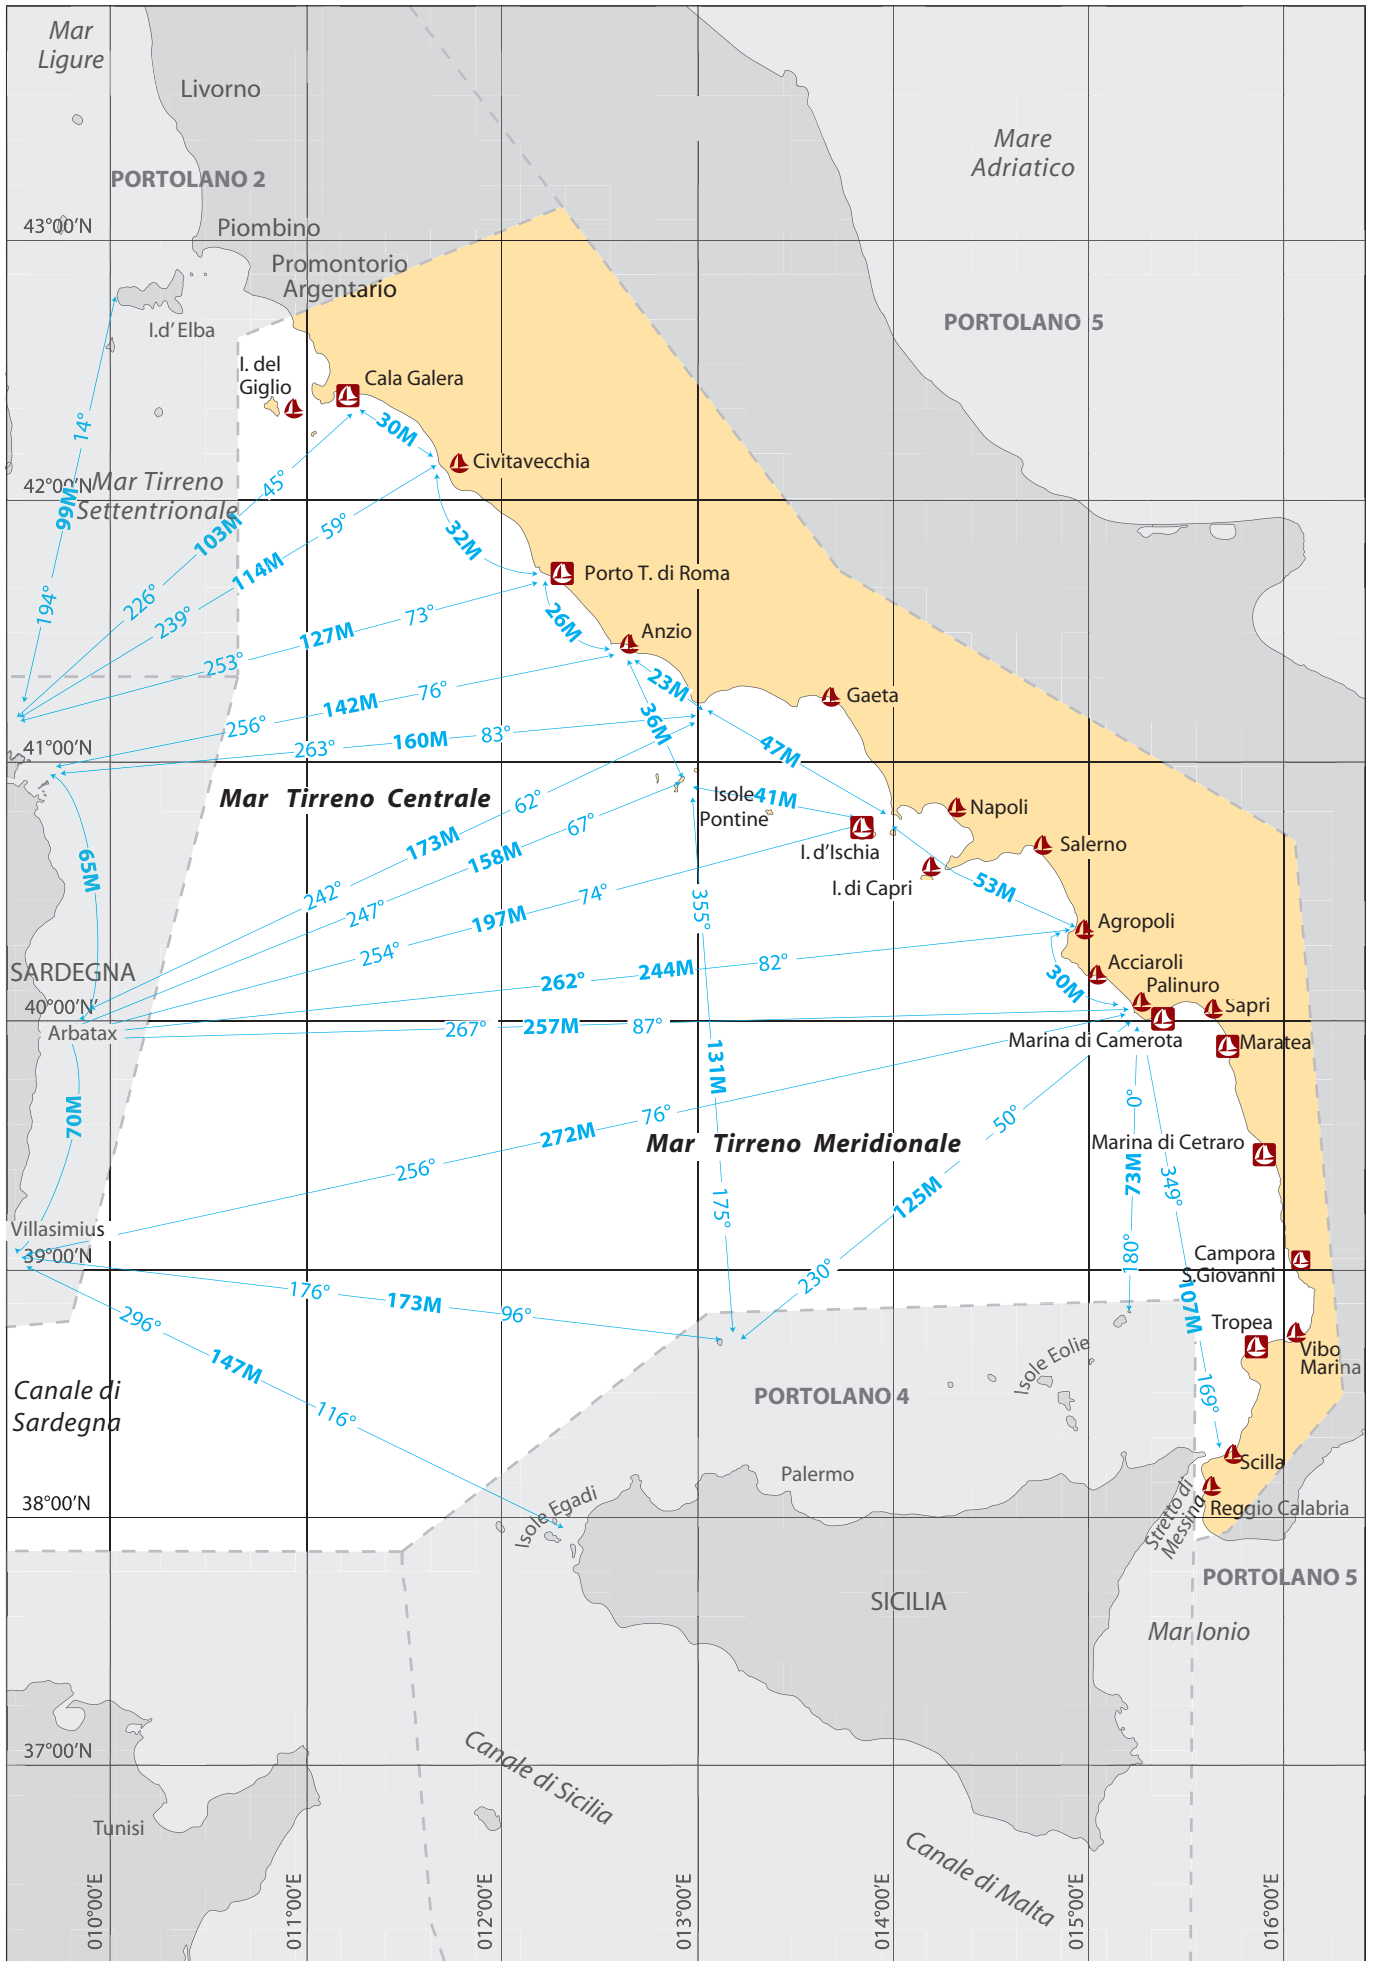 Mar
Ligure
Livorno
Mare
Adriatico
PORTOLANO 2
43°00’N
Piombino
Promontorio
Argentario
I.d’ Elba
PORTOLANO 5
I. del
Giglio
Cala Galera
14°
30M
Civitavecchia
45°
42°00’N
Mar Tirreno
Settentrionale
99M
103M
59°
32M
114M
Porto T. di Roma
226°
194°
239°
73°
26M
127M
Anzio
253°
23M
76°
142M
Gaeta
36M
256°
83°
160M
263°
41°00’N
47M
Mar Tirreno Centrale
62°
Isole
Pontine
41M
Napoli
67°
173M
158M
Salerno
I. d’Ischia
65M
I. di Capri
242°
74°
53M
247°
197M
355°
Agropoli
254°
82°
SARDEGNA
262°
244M
Acciaroli
30M
Palinuro
40°00’N’
Sapri
Arbatax
267°
257M
87°
Marina di Camerota
Maratea
131M
70M
76°
0°
50°
272M
Mar Tirreno Meridionale
Marina di Cetraro
256°
73M
349°
125M
175°
Villasimius
39°00’N
180°
Campora
S.Giovanni
230°
176°
173M
96°
107M
296°
Tropea
Vibo
Marina
147M
Isole Eolie
Canale di
Sardegna
PORTOLANO 4
169°
116°
Palermo
Scilla
38°00’N
Isole Egadi
Stretto di
Messina
Reggio Calabria
PORTOLANO 5
SICILIA
Mar Ionio
37°00’N
Canale di Sicilia
Tunisi
Canale di Malta
010°00’E
011°00’E
012°00’E
013°00’E
014°00’E
015°00’E
016°00’E